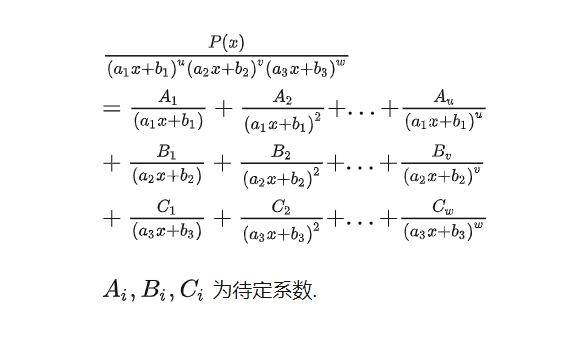 \frac{P(x)}{(a_1x+b_1)^u(a_2x+b_2)^v(a_3x+b_3)^w}
= \frac{A_1}{(a_1x+b_1)} + \frac{A_2}{(a_1x+b_1)^2} + \ldots + \frac{A_u}{(a_1x+b_1)^u}
+ \frac{B_1}{(a_2x+b_2)} + \frac{B_2}{(a_2x+b_2)^2} + \ldots + \frac{B_v}{(a_2x+b_2)^v}
+ \frac{C_1}{(a_3x+b_3)} + \frac{C_2}{(a_3x+b_3)^2} + \ldots + \frac{C_w}{(a_3x+b_3)^w}
A_i, B_i, C_i 为待定系数.